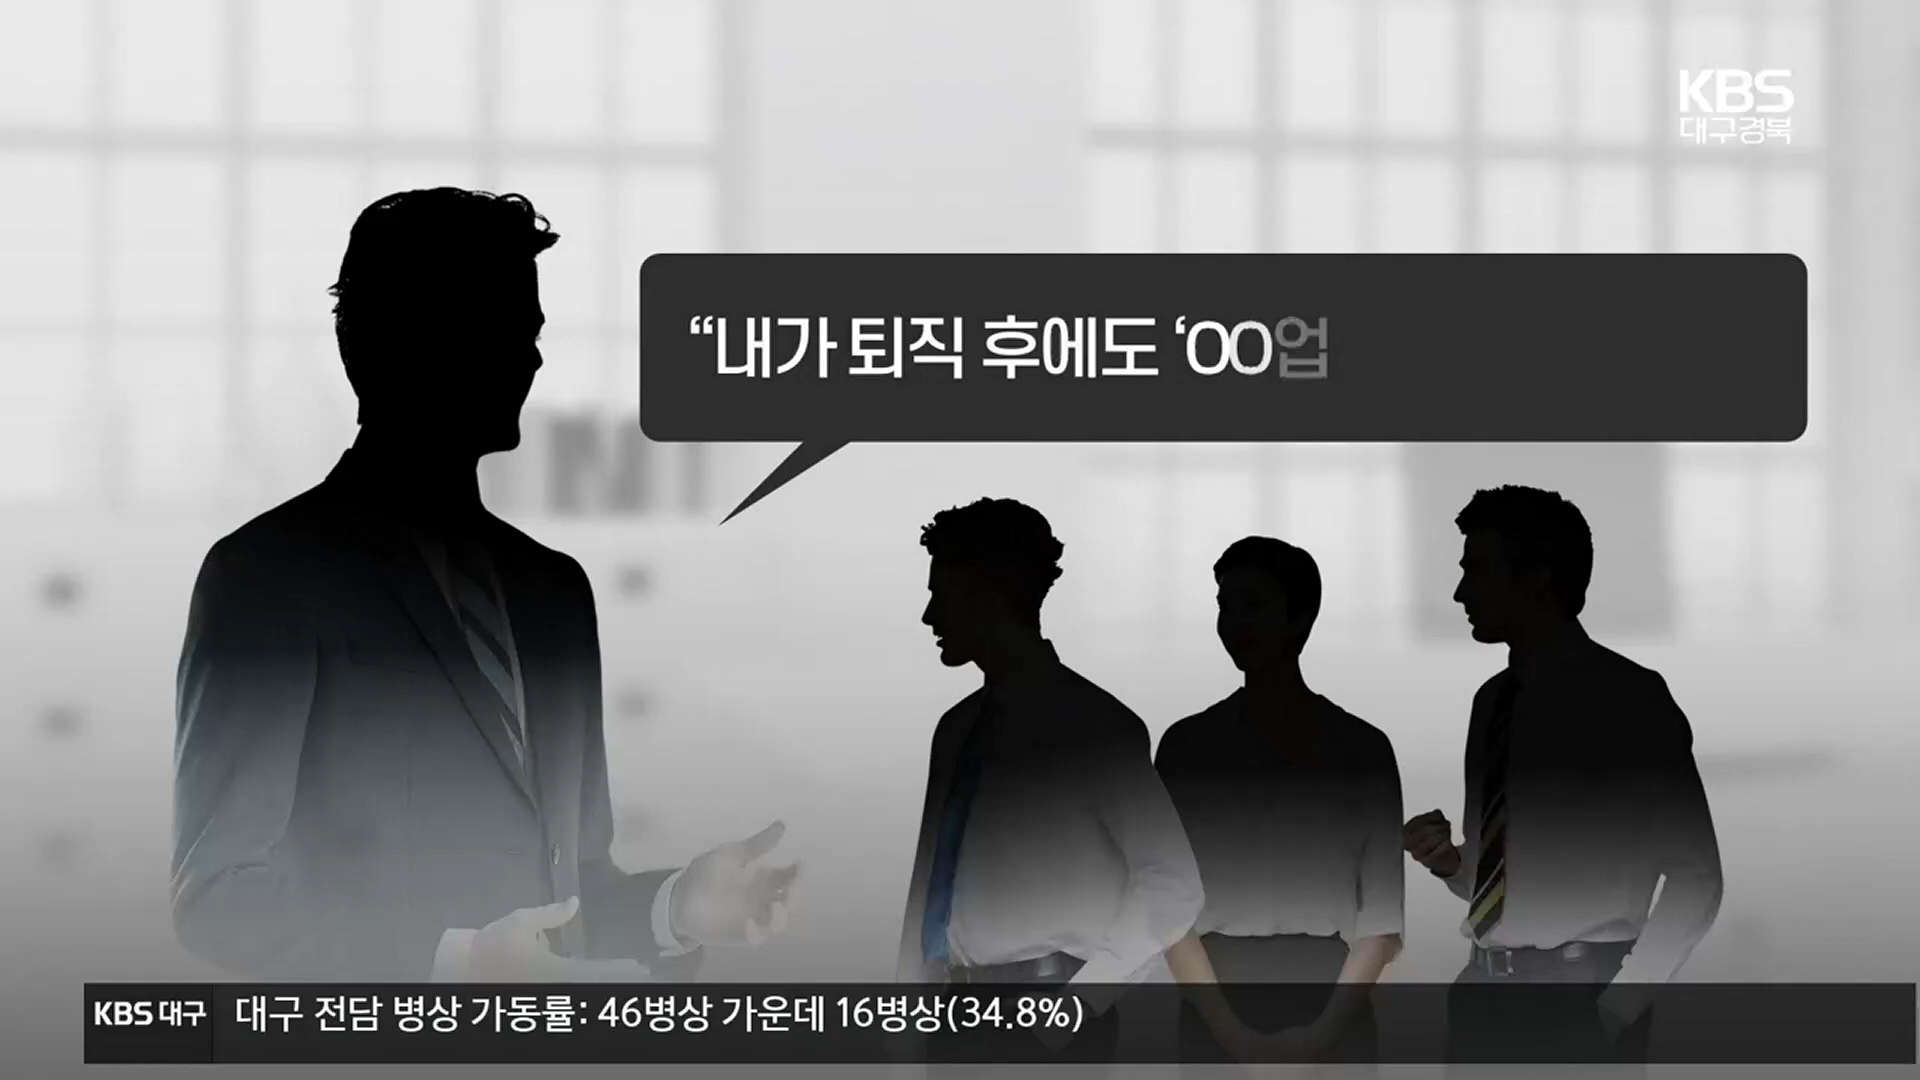 KBS
대구경북
“내가 퇴직 후에도 ‘OO업
KBS 대구
대구 전담 병상 가동률: 46병상 가운데 16병상(34.8%)